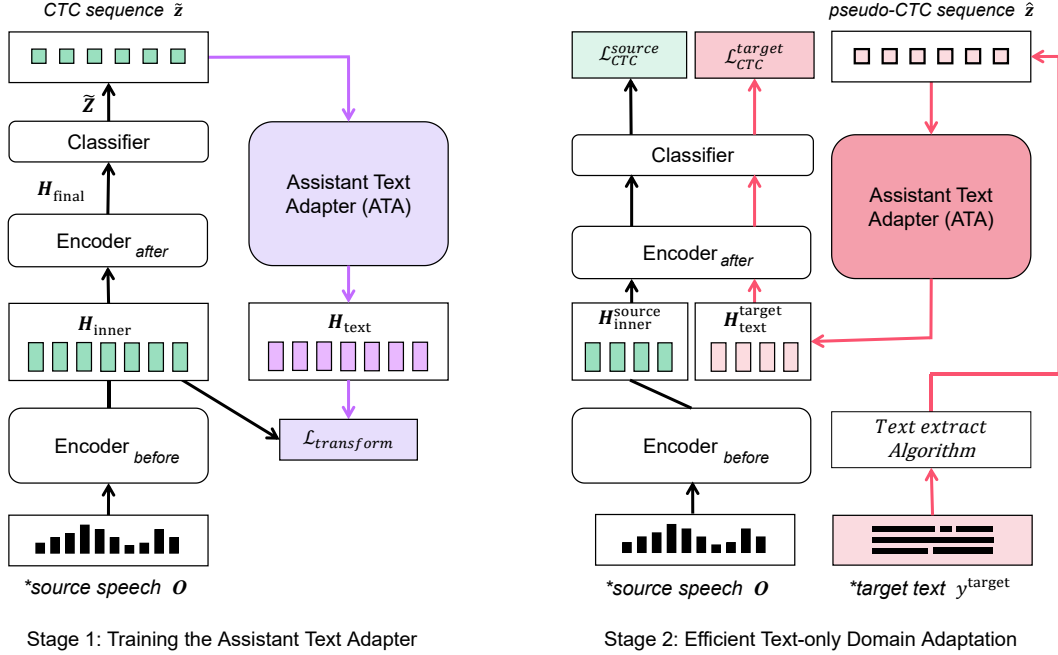 CTC sequence z̃
Z̃
Classifier
H_final
Encoder after
H_inner
Encoder before
*source speech O
Assistant Text
Adapter (ATA)
H_text
ℒ_transform
Stage 1: Training the Assistant Text Adapter
pseudo-CTC sequence ẑ
ℒ_CTC^source
ℒ_CTC^target
Classifier
Encoder after
H_inner^source
H_text^target
Encoder before
*source speech O
Assistant Text
Adapter (ATA)
Text extract
Algorithm
*target text y^target
Stage 2: Efficient Text-only Domain Adaptation